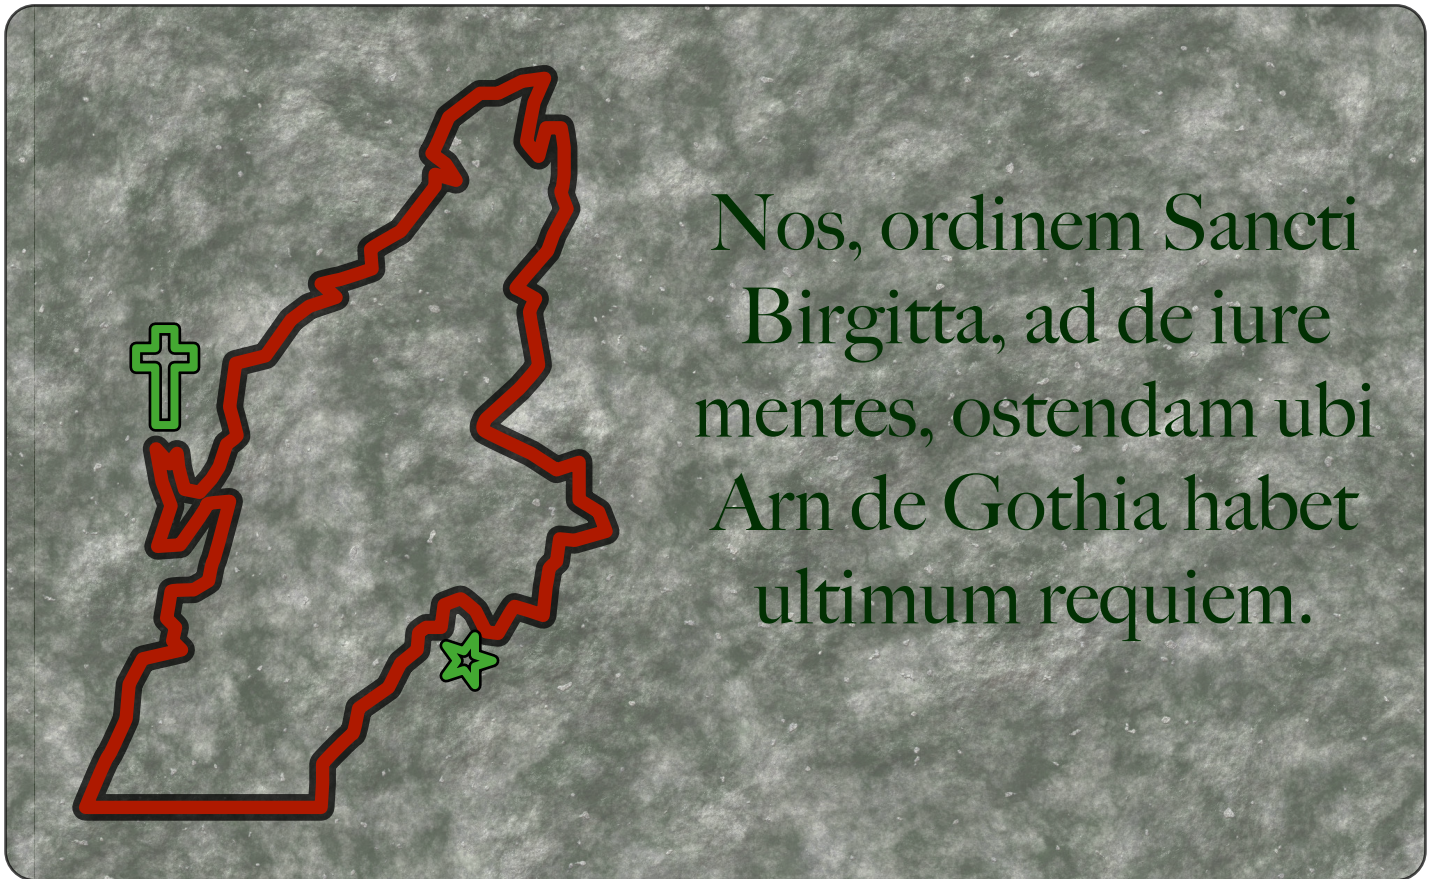 Nos, ordinem Sancti
Birgitta, ad de iure
mentes, ostendam ubi
Arn de Gothia habet
ultimum requiem.